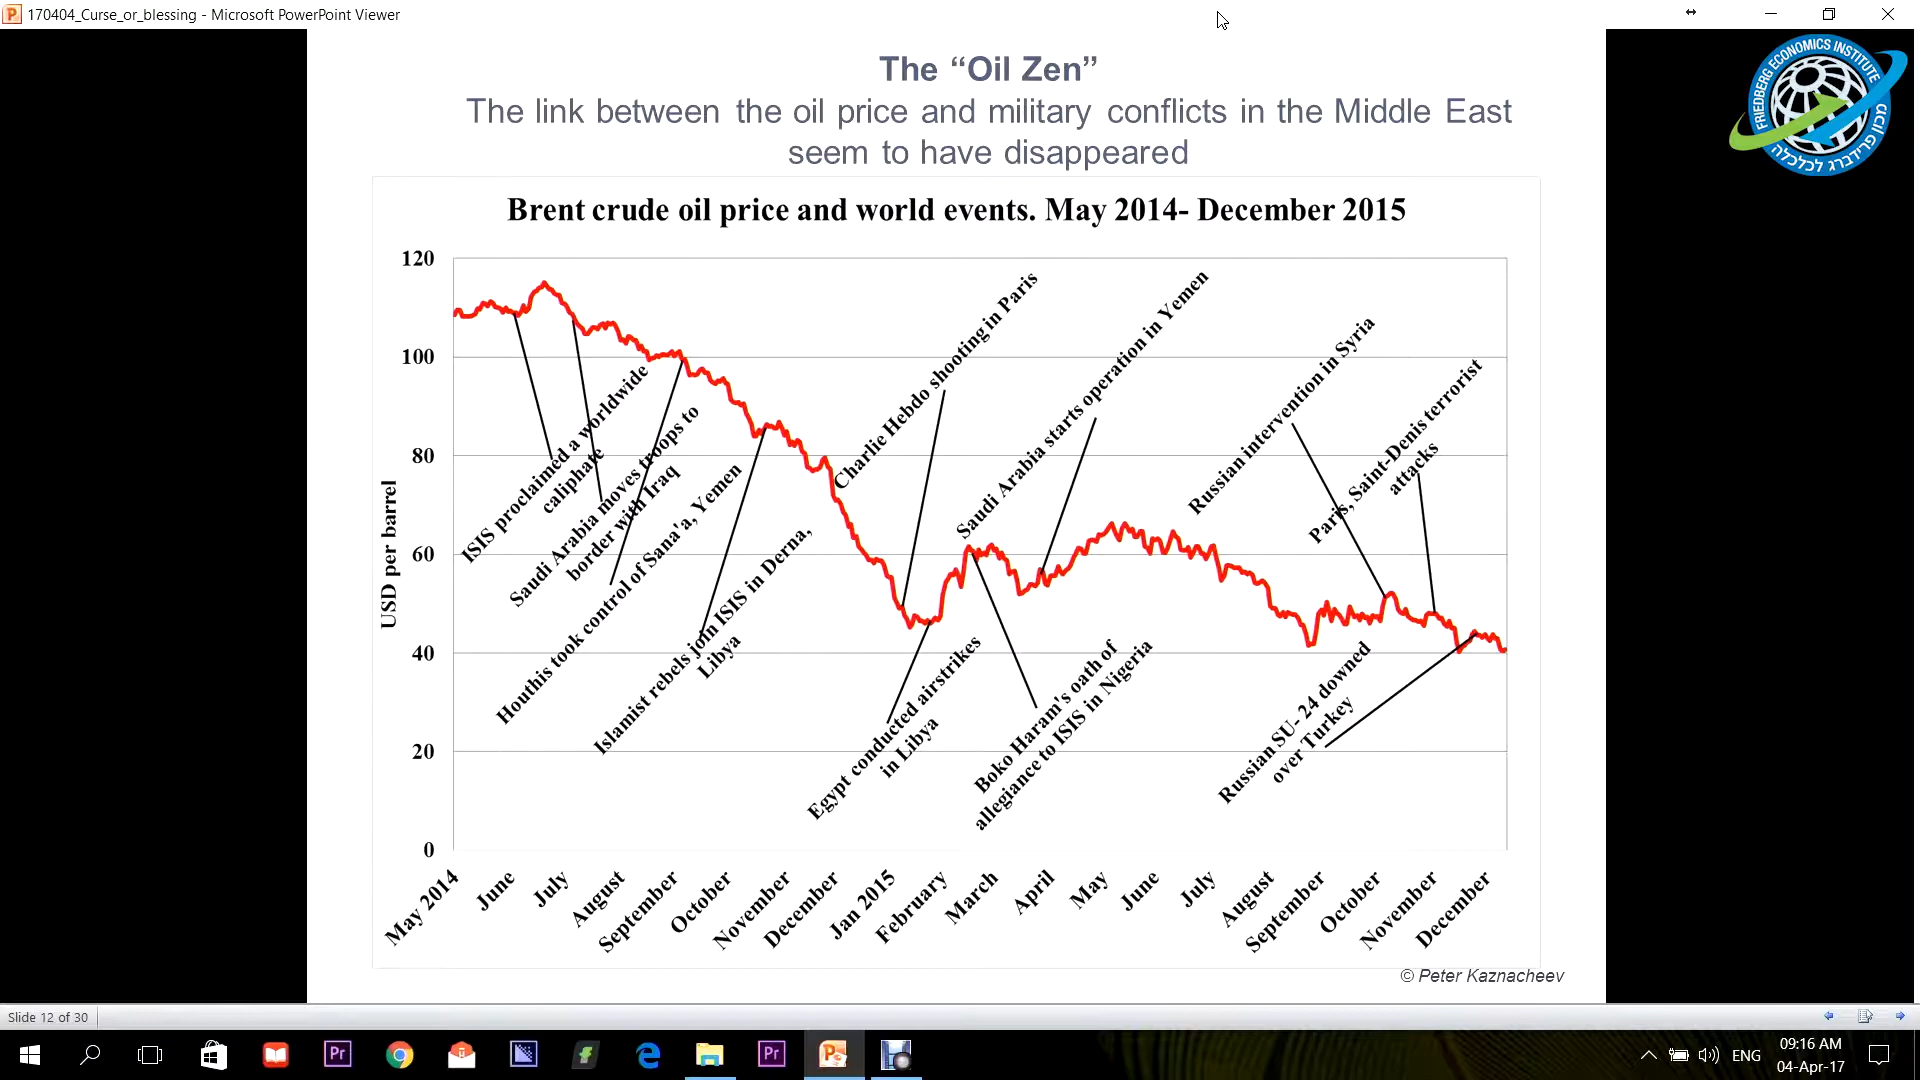 170404_Curse_or_blessing - Microsoft PowerPoint Viewer
FRIEDBERG ECONOMICS INSTITUTE
מכון פרידברג לכלכלה
The “Oil Zen”
The link between the oil price and military conflicts in the Middle East
seem to have disappeared
Brent crude oil price and world events. May 2014- December 2015
USD per barrel
120
100
80
60
40
20
0
ISIS proclaimed a worldwide
caliphate
Saudi Arabia moves troops to
border with Iraq
Houthis took control of Sana'a, Yemen
Islamist rebels join ISIS in Derna,
Libya
Charlie Hebdo shooting in Paris
Egypt conducted airstrikes
in Libya
Boko Haram's oath of
allegiance to ISIS in Nigeria
Saudi Arabia starts operation in Yemen
Russian intervention in Syria
Paris, Saint-Denis terrorist
attacks
Russian SU- 24 downed
over Turkey
May 2014
June
July
August
September
October
November
December
Jan 2015
February
March
April
May
June
July
August
September
October
November
December
© Peter Kaznacheev
Slide 12 of 30
Pr
Pr
ENG
09:16 AM
04-Apr-17